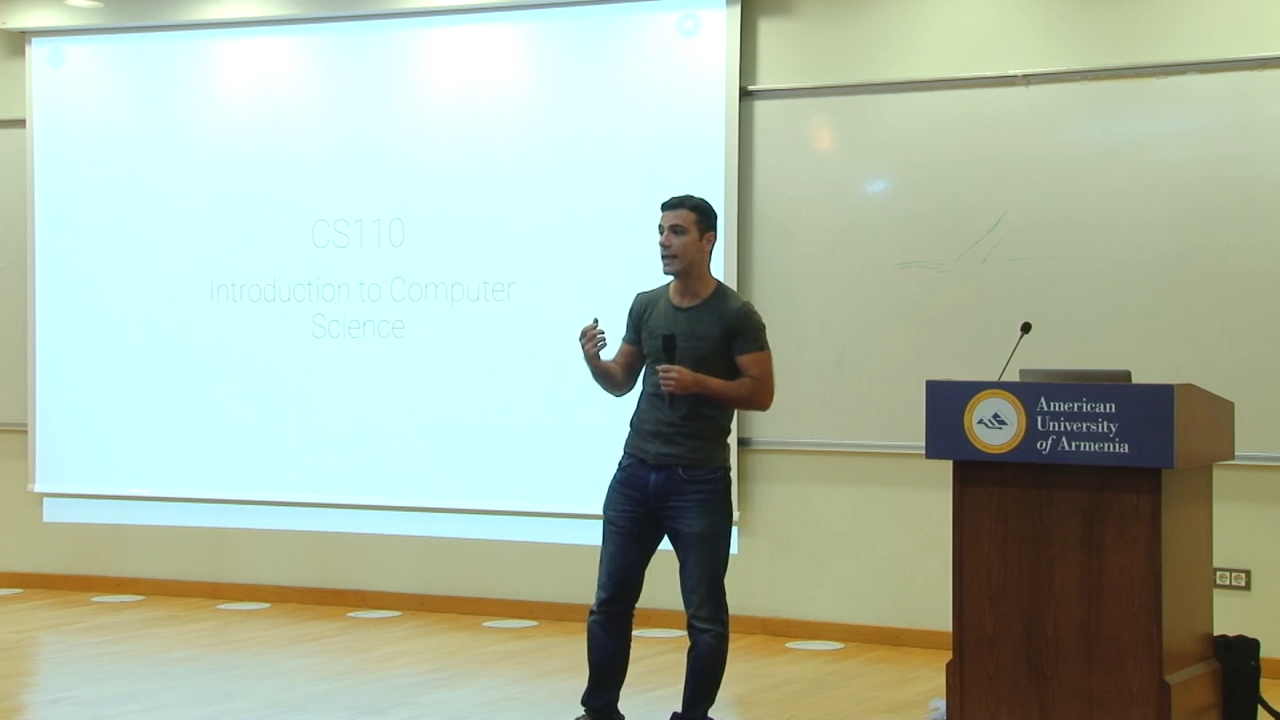 CS110
Introduction to Computer
Science
American
University
of Armenia